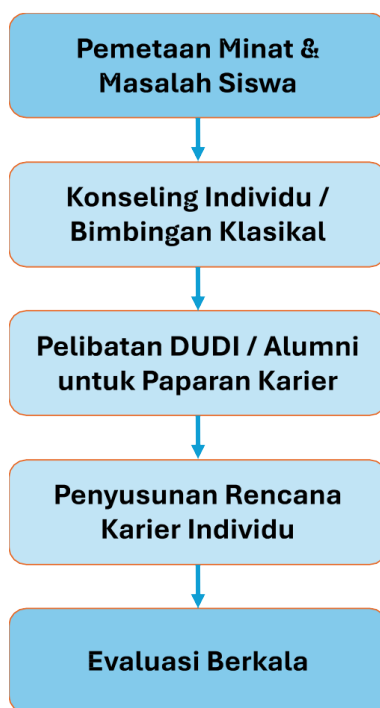 Pemetaan Minat &
Masalah Siswa
Konseling Individu /
Bimbingan Klasikal
Pelibatan DUDI / Alumni
untuk Paparan Karier
Penyusunan Rencana
Karier Individu
Evaluasi Berkala